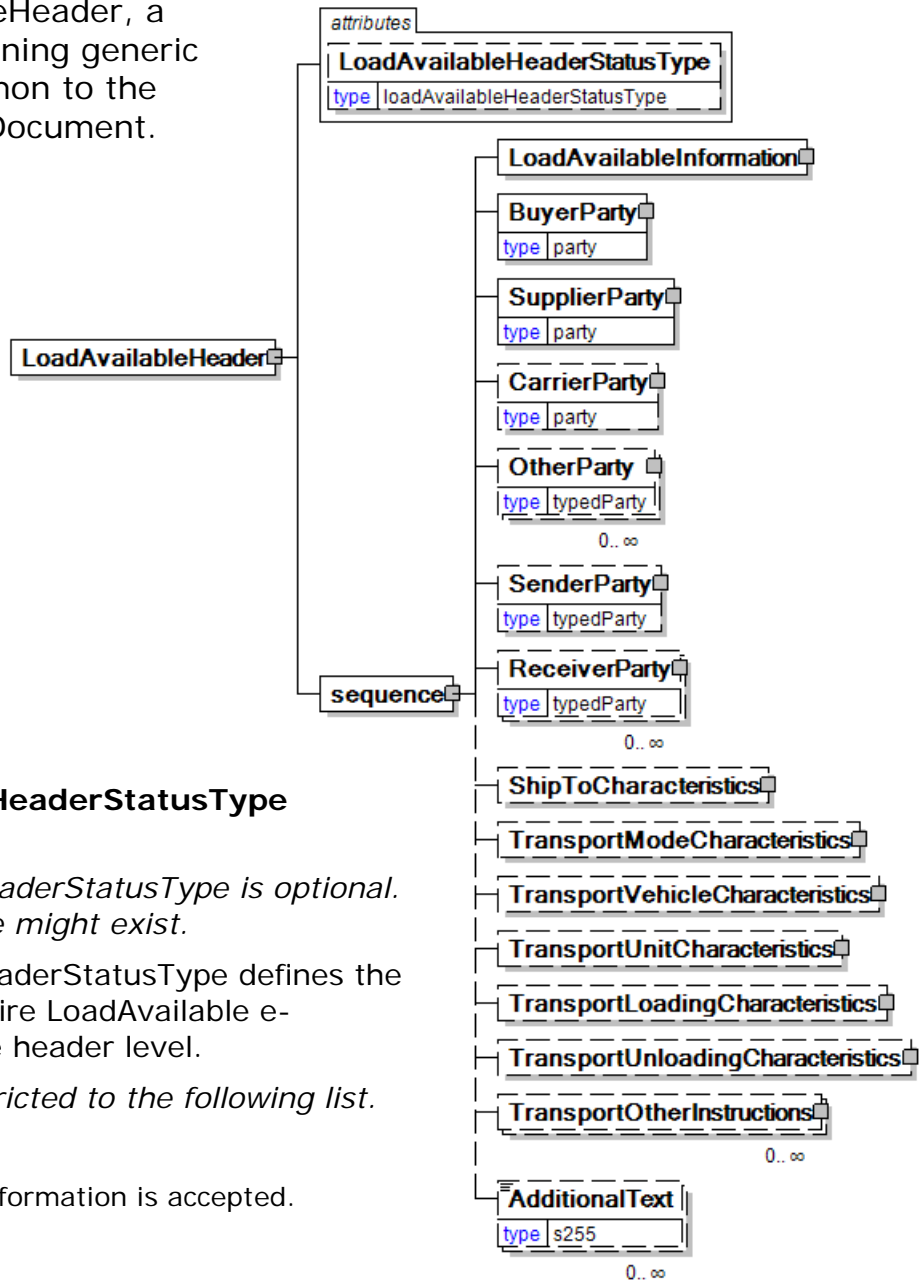 eHeader, a
ning generic
non to the
Document.
attributes
LoadAvailableHeaderStatusType
type loadAvailableHeaderStatusType
LoadAvailableHeader
sequence
LoadAvailableInformation
BuyerParty
type party
SupplierParty
type party
CarrierParty
type party
OtherParty
type typedParty
0.. ∞
SenderParty
type typedParty
ReceiverParty
type typedParty
0.. ∞
ShipToCharacteristics
TransportModeCharacteristics
TransportVehicleCharacteristics
TransportUnitCharacteristics
TransportLoadingCharacteristics
TransportUnloadingCharacteristics
TransportOtherInstructions
0.. ∞
AdditionalText
type s255
0.. ∞
HeaderStatusType
aderStatusType is optional.
e might exist.
aderStatusType defines the
ire LoadAvailable e-
e header level.
ricted to the following list.
formation is accepted.